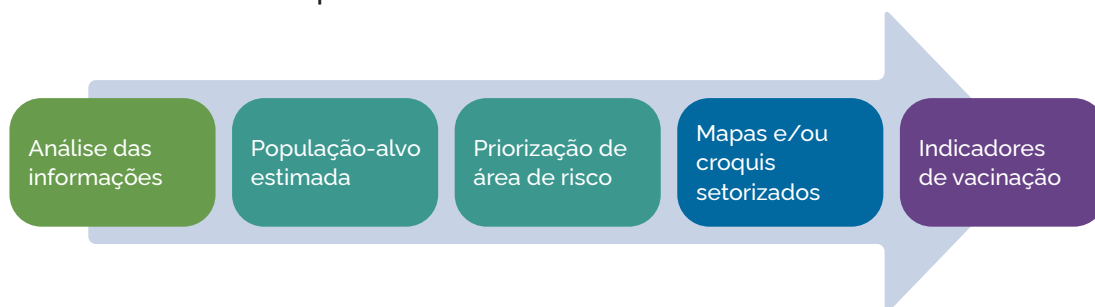 Análise das
informações
População-alvo
estimada
Priorização de
área de risco
Mapas e/ou
croquis
setorizados
Indicadores
de vacinação